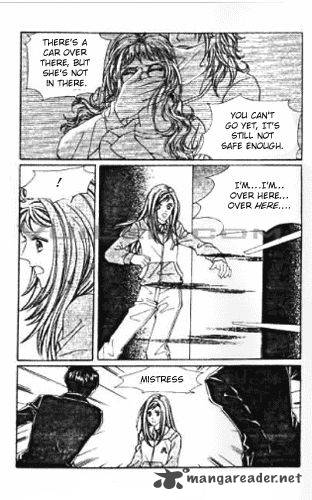 THERE'S A
CAR OVER
THERE, BUT
SHE'S NOT
IN THERE.
YOU CAN'T
GO YET, IT'S
STILL NOT
SAFE ENOUGH.
!
I'M....I'M...
OVER HERE...
OVER HERE....
MISTRESS
mangareader.net